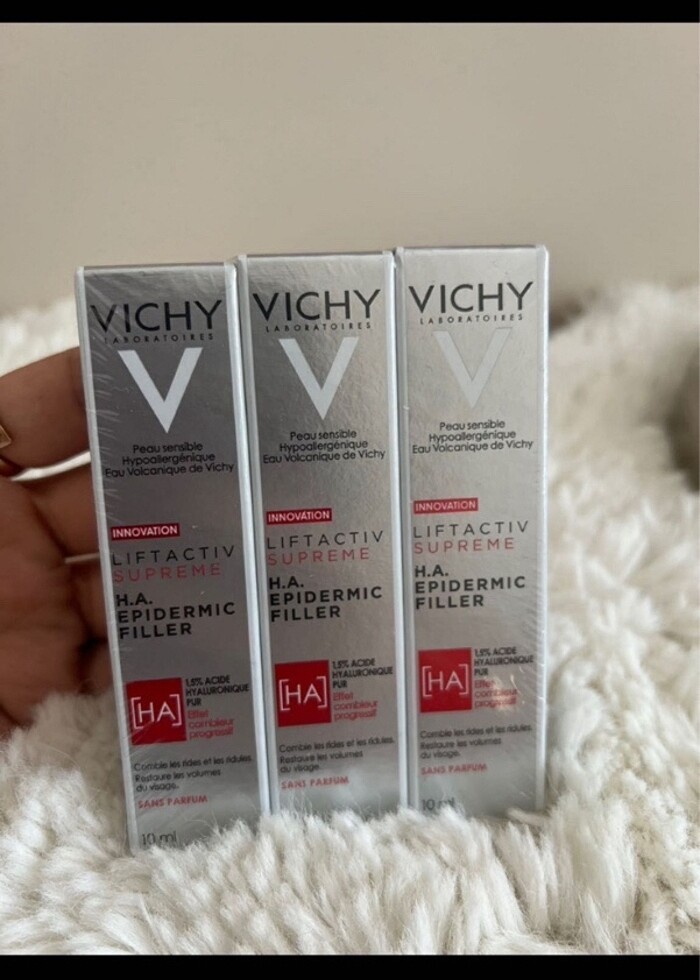 VICHY
LABORATOIRES
Peau sensible
Hypoallergénique
Eau Volcanique de Vichy
INNOVATION
LIFTACTIV
SUPREME
H.A.
EPIDERMIC
FILLER
[HA]
1,5% ACIDE
HYALURONIQUE
PUR
Effet
combleur
progressif
Comble les rides et les ridules.
Restaure les volumes
du visage.
SANS PARFUM
10 ml
VICHY
LABORATOIRES
Peau sensible
Hypoallergénique
Eau Volcanique de Vichy
INNOVATION
LIFTACTIV
SUPREME
H.A.
EPIDERMIC
FILLER
[HA]
1,5% ACIDE
HYALURONIQUE
PUR
Effet
combleur
progressif
Comble les rides et les ridules.
Restaure les volumes
du visage.
SANS PARFUM
VICHY
LABORATOIRES
Peau sensible
Hypoallergénique
Eau Volcanique de Vichy
INNOVATION
LIFTACTIV
SUPREME
H.A.
EPIDERMIC
FILLER
[HA]
1,5% ACIDE
HYALURONIQUE
PUR
Effet
combleur
progressif
Comble les rides et les ridules.
Restaure les volumes
du visage.
SANS PARFUM
10 ml